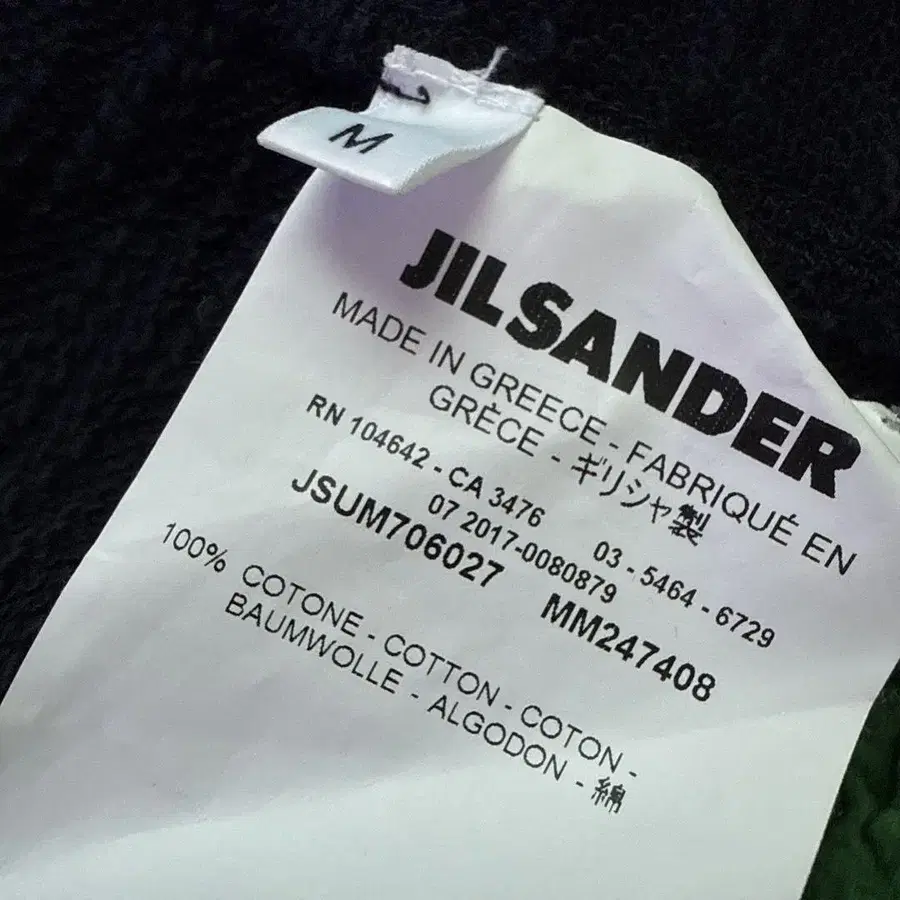 M
JILSANDER
MADE IN GREECE - FABRIQUÉ EN
GRÈCE - ギリシャ製
RN 104642 - CA 3476
03 - 5464 - 6729
07 2017-0080879
JSUM706027
MM247408
100% COTONE - COTTON - COTON -
BAUMWOLLE - ALGODON - 綿